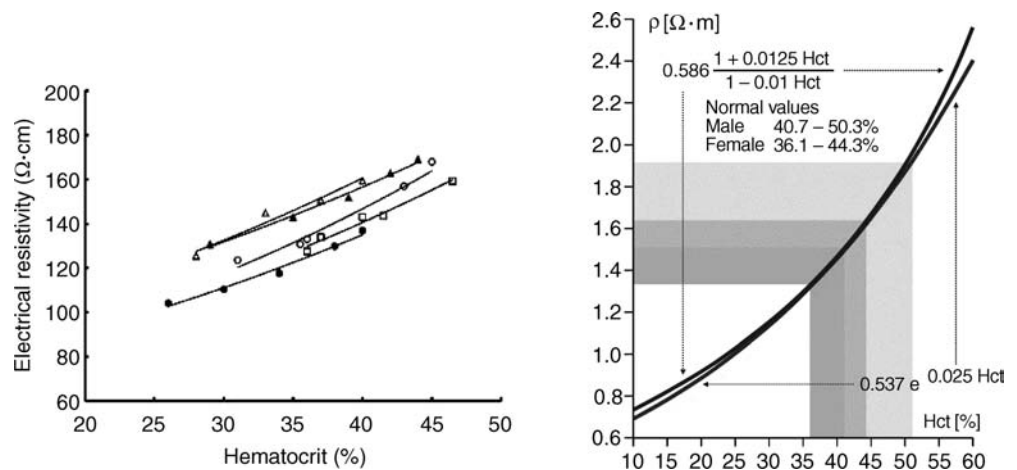 Electrical resistivity (Ω·cm)
200
180
160
140
120
100
80
60
20 25 30 35 40 45 50
Hematocrit (%)
ρ [Ω·m]
2.6
2.4
2.2
2.0
1.8
1.6
1.4
1.2
1.0
0.8
0.6
0.586 1 + 0.0125 Hct
1 – 0.01 Hct
Normal values
Male 40.7 – 50.3%
Female 36.1 – 44.3%
0.537 e 0.025 Hct
Hct [%]
10 15 20 25 30 35 40 45 50 55 60